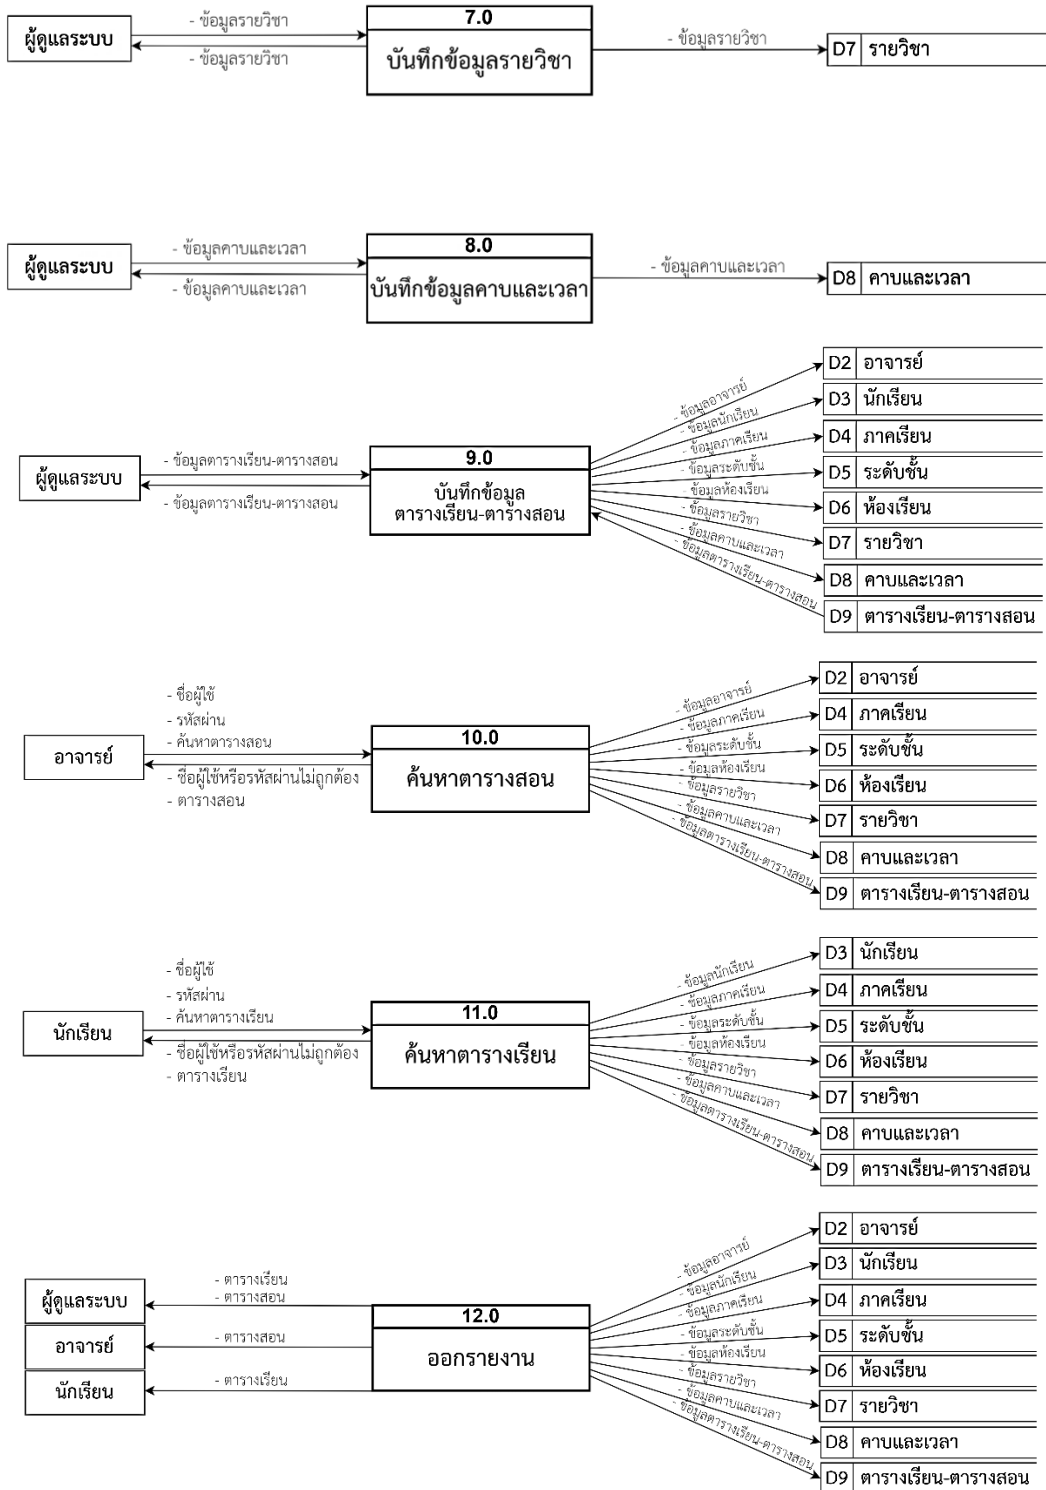 - ข้อมูลรายวิชา
7.0
ผู้ดูแลระบบ
- ข้อมูลรายวิชา
D7 รายวิชา
- ข้อมูลรายวิชา
บันทึกข้อมูลรายวิชา
- ข้อมูลคาบและเวลา
8.0
ผู้ดูแลระบบ
- ข้อมูลคาบและเวลา
D8 คาบและเวลา
- ข้อมูลคาบและเวลา
บันทึกข้อมูลคาบและเวลา
ผู้ดูแลระบบ
- ข้อมูลตารางเรียน-ตารางสอน
- ข้อมูลตารางเรียน-ตารางสอน
9.0
บันทึกข้อมูล
ตารางเรียน-ตารางสอน
- ข้อมูลอาจารย์
- ข้อมูลนักเรียน
- ข้อมูลภาคเรียน
- ข้อมูลระดับชั้น
- ข้อมูลห้องเรียน
- ข้อมูลรายวิชา
- ข้อมูลคาบและเวลา
- ข้อมูลตารางเรียน-ตารางสอน
D2 อาจารย์
D3 นักเรียน
D4 ภาคเรียน
D5 ระดับชั้น
D6 ห้องเรียน
D7 รายวิชา
D8 คาบและเวลา
D9 ตารางเรียน-ตารางสอน
อาจารย์
- ชื่อผู้ใช้
- รหัสผ่าน
- ค้นหาตารางสอน
- ชื่อผู้ใช้หรือรหัสผ่านไม่ถูกต้อง
- ตารางสอน
10.0
ค้นหาตารางสอน
- ข้อมูลอาจารย์
- ข้อมูลภาคเรียน
- ข้อมูลระดับชั้น
- ข้อมูลห้องเรียน
- ข้อมูลรายวิชา
- ข้อมูลคาบและเวลา
- ข้อมูลตารางเรียน-ตารางสอน
D2 อาจารย์
D4 ภาคเรียน
D5 ระดับชั้น
D6 ห้องเรียน
D7 รายวิชา
D8 คาบและเวลา
D9 ตารางเรียน-ตารางสอน
นักเรียน
- ชื่อผู้ใช้
- รหัสผ่าน
- ค้นหาตารางเรียน
- ชื่อผู้ใช้หรือรหัสผ่านไม่ถูกต้อง
- ตารางเรียน
11.0
ค้นหาตารางเรียน
- ข้อมูลนักเรียน
- ข้อมูลภาคเรียน
- ข้อมูลระดับชั้น
- ข้อมูลห้องเรียน
- ข้อมูลรายวิชา
- ข้อมูลคาบและเวลา
- ข้อมูลตารางเรียน-ตารางสอน
D3 นักเรียน
D4 ภาคเรียน
D5 ระดับชั้น
D6 ห้องเรียน
D7 รายวิชา
D8 คาบและเวลา
D9 ตารางเรียน-ตารางสอน
ผู้ดูแลระบบ
อาจารย์
นักเรียน
- ตารางเรียน
- ตารางสอน
- ตารางสอน
- ตารางเรียน
12.0
ออกรายงาน
- ข้อมูลอาจารย์
- ข้อมูลนักเรียน
- ข้อมูลภาคเรียน
- ข้อมูลระดับชั้น
- ข้อมูลห้องเรียน
- ข้อมูลรายวิชา
- ข้อมูลคาบและเวลา
- ข้อมูลตารางเรียน-ตารางสอน
D2 อาจารย์
D3 นักเรียน
D4 ภาคเรียน
D5 ระดับชั้น
D6 ห้องเรียน
D7 รายวิชา
D8 คาบและเวลา
D9 ตารางเรียน-ตารางสอน